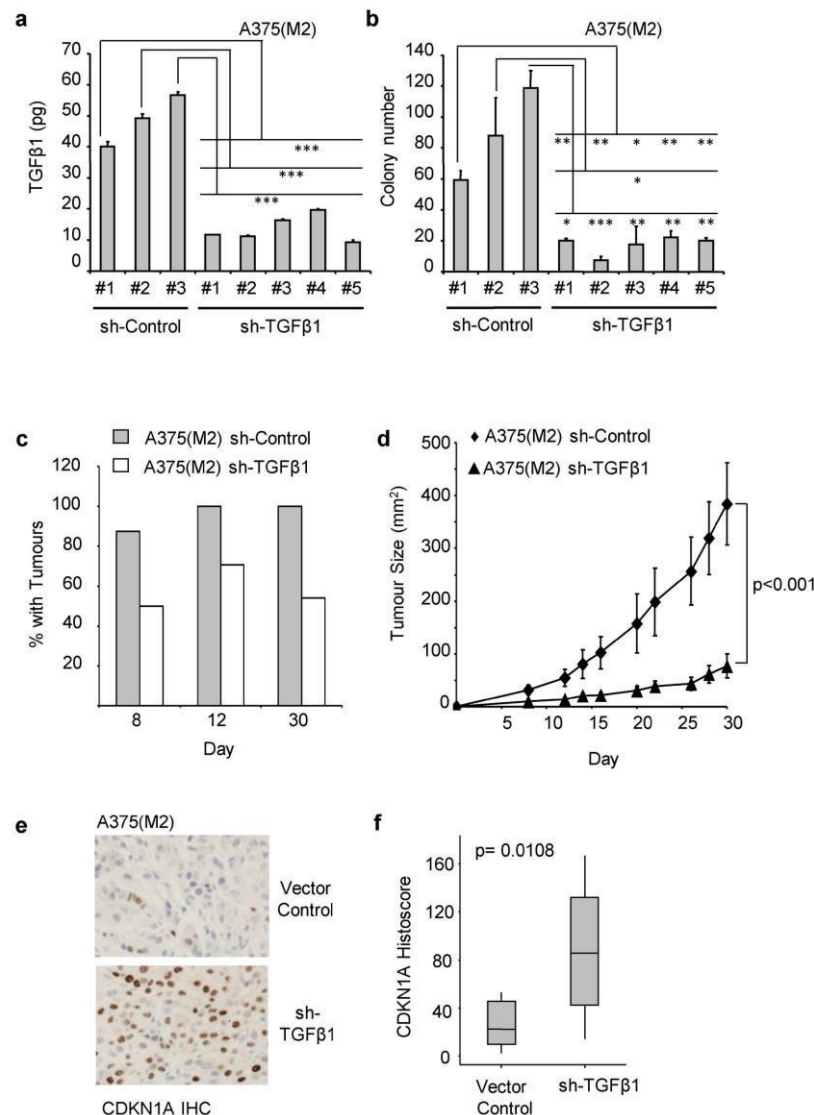 a
A375(M2)
TGFβ1 (pg)
70
60
50
40
30
20
10
0
***
***
***
#1 #2 #3 #1 #2 #3 #4 #5
sh-Control sh-TGFβ1
b
A375(M2)
Colony number
140
120
100
80
60
40
20
0
** ** * ** **
*
* *** ** ** **
#1 #2 #3 #1 #2 #3 #4 #5
sh-Control sh-TGFβ1
c
A375(M2) sh-Control
A375(M2) sh-TGFβ1
% with Tumours
120
100
80
60
40
20
8 12 30
Day
d
A375(M2) sh-Control
A375(M2) sh-TGFβ1
Tumour Size (mm²)
500
400
300
200
100
0
5 10 15 20 25 30
Day
p<0.001
e
A375(M2)
Vector
Control
sh-
TGFβ1
CDKN1A IHC
f
p= 0.0108
CDKN1A Histoscore
160
120
80
40
0
Vector
Control
sh-TGFβ1